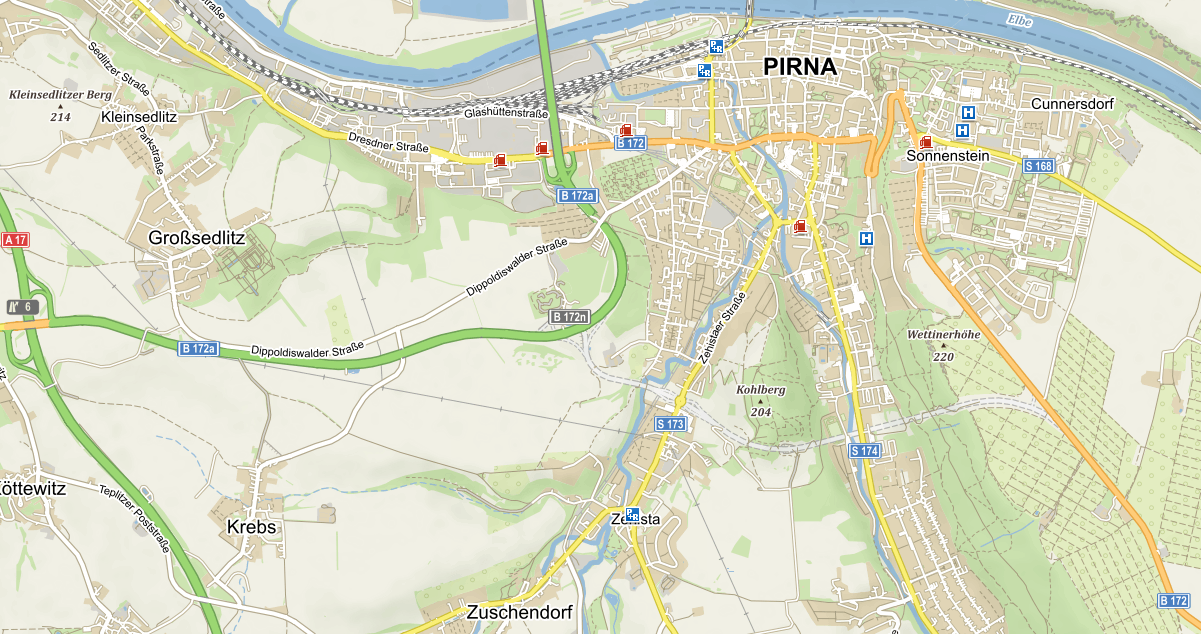 Straße
Elbe
PIRNA
Sedlitzer Straße
Kleinsedlitzer Berg
214
Kleinsedlitz
Parkstraße
Glashüttenstraße
Dresdner Straße
P+R
P+R
B 172
H
H
Cunnersdorf
Sonnenstein
S 168
B 172a
A 17
Großsedlitz
H
Dippoldiswalder Straße
6
B 172n
Zehistaer Straße
Wettinerhöhe
220
B 172a
Dippoldiswalder Straße
Kohlberg
204
S 173
S 174
Teplitzer Poststraße
Krebs
P+R
B 172
Zuschendorf